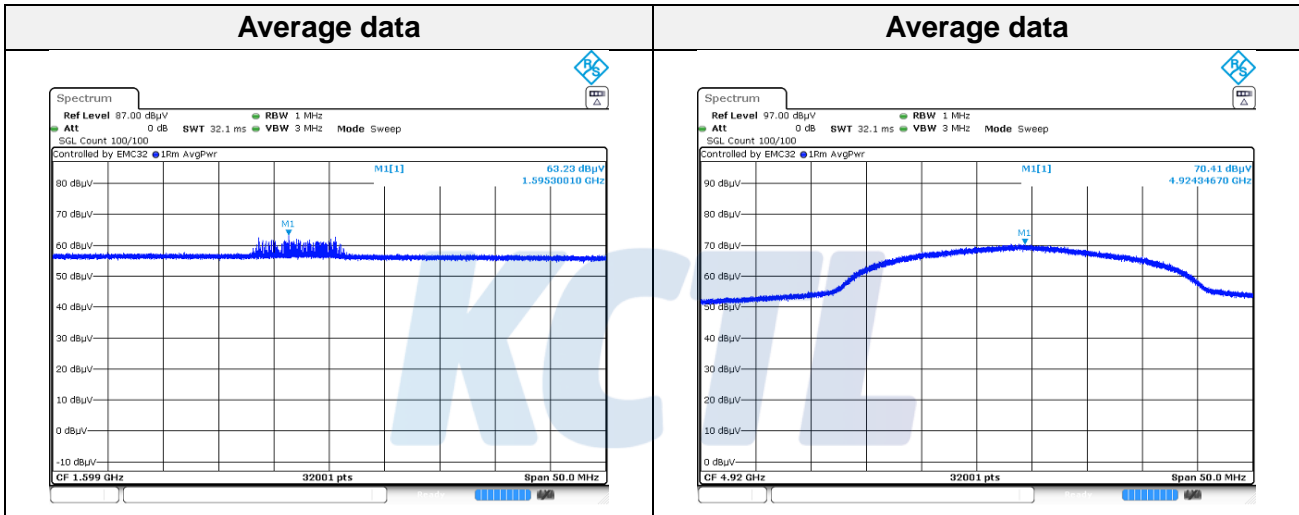 Average data
Average data
R S
Spectrum
Ref Level 87.00 dBµV RBW 1 MHz
Att 0 dB SWT 32.1 ms VBW 3 MHz Mode Sweep
SGL Count 100/100
Controlled by EMC32 1Rm AvgPwr
M1[1] 63.23 dBµV
1.59530010 GHz
80 dBµV
70 dBµV
M1
60 dBµV
50 dBµV
40 dBµV
30 dBµV
20 dBµV
10 dBµV
0 dBµV
-10 dBµV
CF 1.599 GHz 32001 pts Span 50.0 MHz
R S
Spectrum
Ref Level 97.00 dBµV RBW 1 MHz
Att 0 dB SWT 32.1 ms VBW 3 MHz Mode Sweep
SGL Count 100/100
Controlled by EMC32 1Rm AvgPwr
M1[1] 70.41 dBµV
4.92434670 GHz
90 dBµV
80 dBµV
M1
70 dBµV
60 dBµV
50 dBµV
40 dBµV
30 dBµV
20 dBµV
10 dBµV
0 dBµV
CF 4.92 GHz 32001 pts Span 50.0 MHz
KCTL